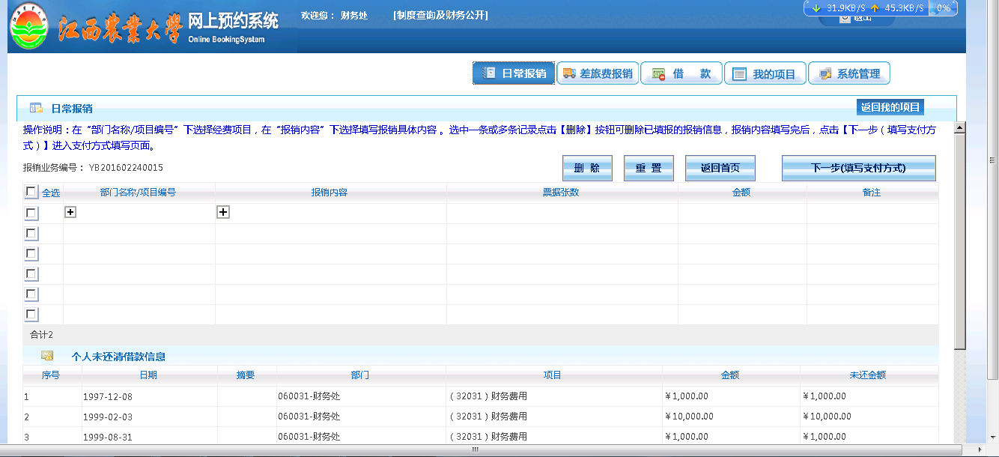 江西农业大学 网上预约系统
Online BookingSystem
欢迎您： 财务处 [制度查询及财务公开]
31.9KB/S 45.3KB/S 0%
退出
日常报销 差旅费报销 借 款 我的项目 系统管理
日常报销 返回我的项目
操作说明：在“部门名称/项目编号”下选择经费项目，在“报销内容”下选择填写报销具体内容 。选中一条或多条记录点击【删除】按钮可删除已填报的报销信息，报销内容填写完后，点击【下一步（填写支付方
式）】进入支付方式填写页面。
报销业务编号： YB201602240015 删 除 重 置 返回首页 下一步(填写支付方式)
全选 部门名称/项目编号 报销内容 票据张数 金额 备注
合计2
个人未还清借款信息
序号 日期 摘要 部门 项目 金额 未还金额
1 1997-12-08 060031-财务处 （32031）财务费用 ¥1,000.00 ¥1,000.00
2 1999-02-03 060031-财务处 （32031）财务费用 ¥10,000.00 ¥10,000.00
3 1999-08-31 060031-财务处 （32031）财务费用 ¥1,000.00 ¥1,000.00